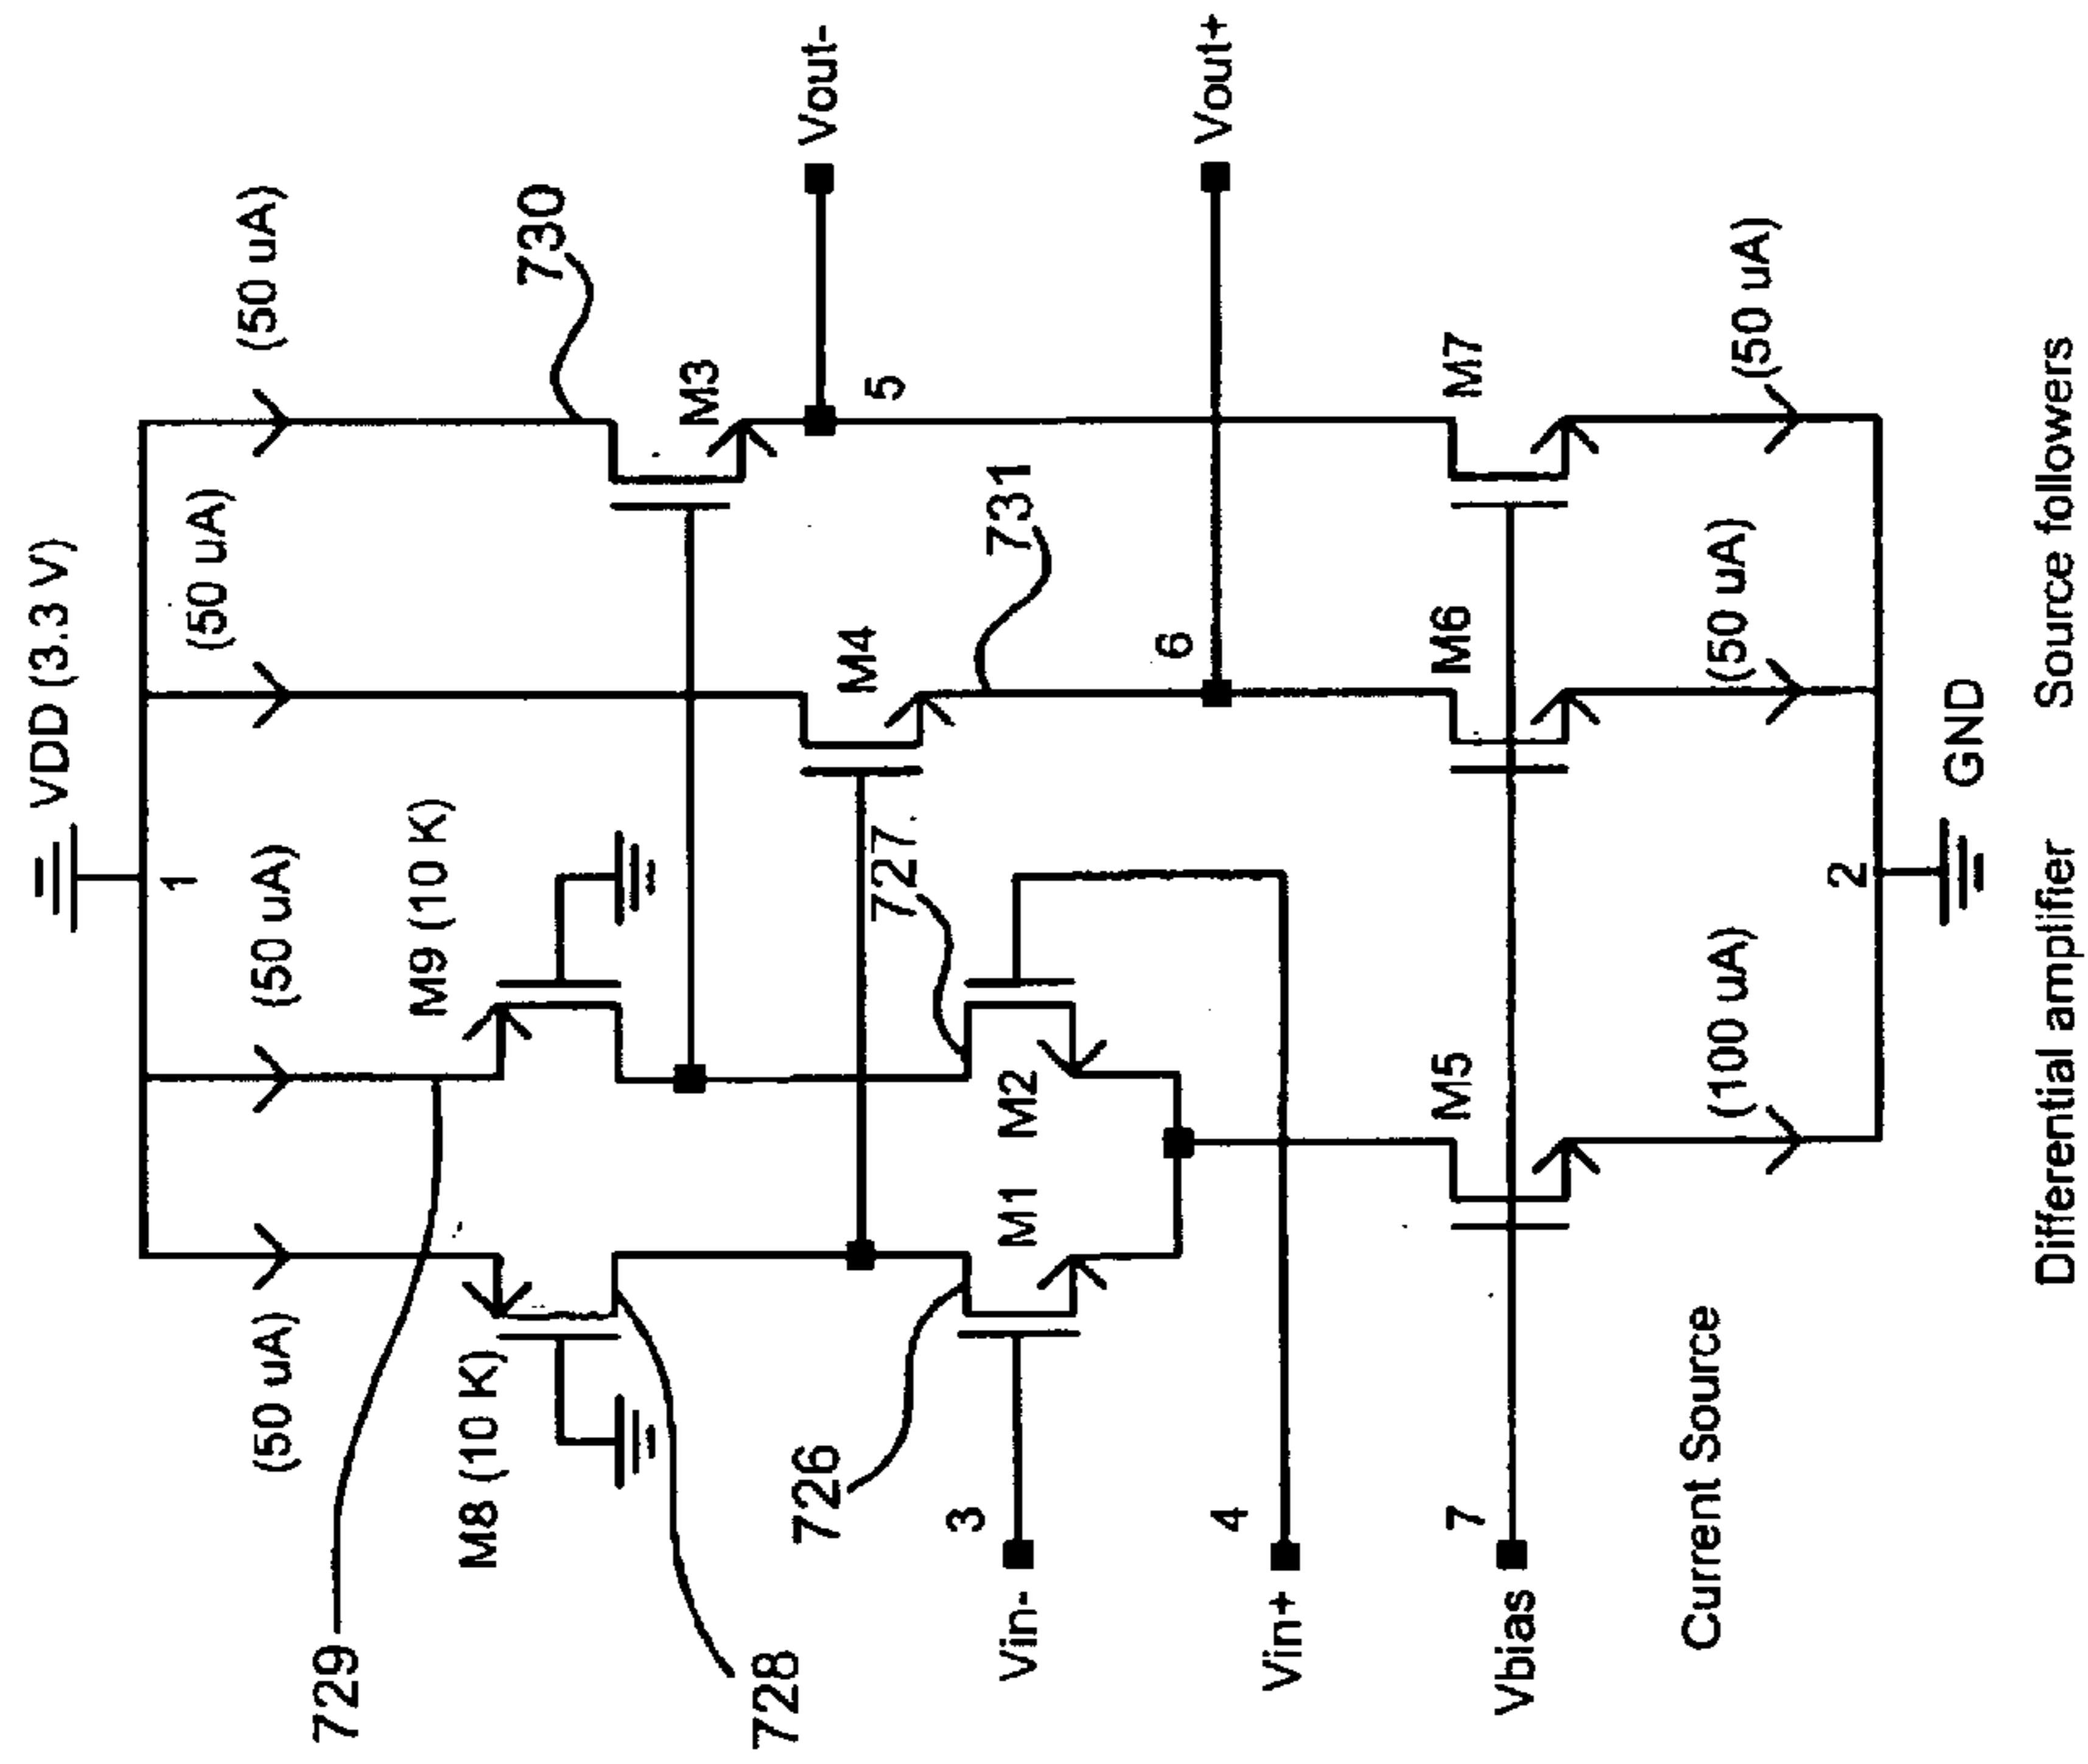 VDD (3.3 V)
1
(50 uA)
(50 uA)
(50 uA)
(50 uA)
729
728
M8 (10 K)
M9 (10 K)
730
M3
M4
Vout-
5
731
6
Vout+
726
727
M1
M2
3
Vin-
4
Vin+
7
Vbias
M5
M6
M7
(100 uA)
(50 uA)
(50 uA)
Current Source
2
GND
Differential amplifier
Source followers